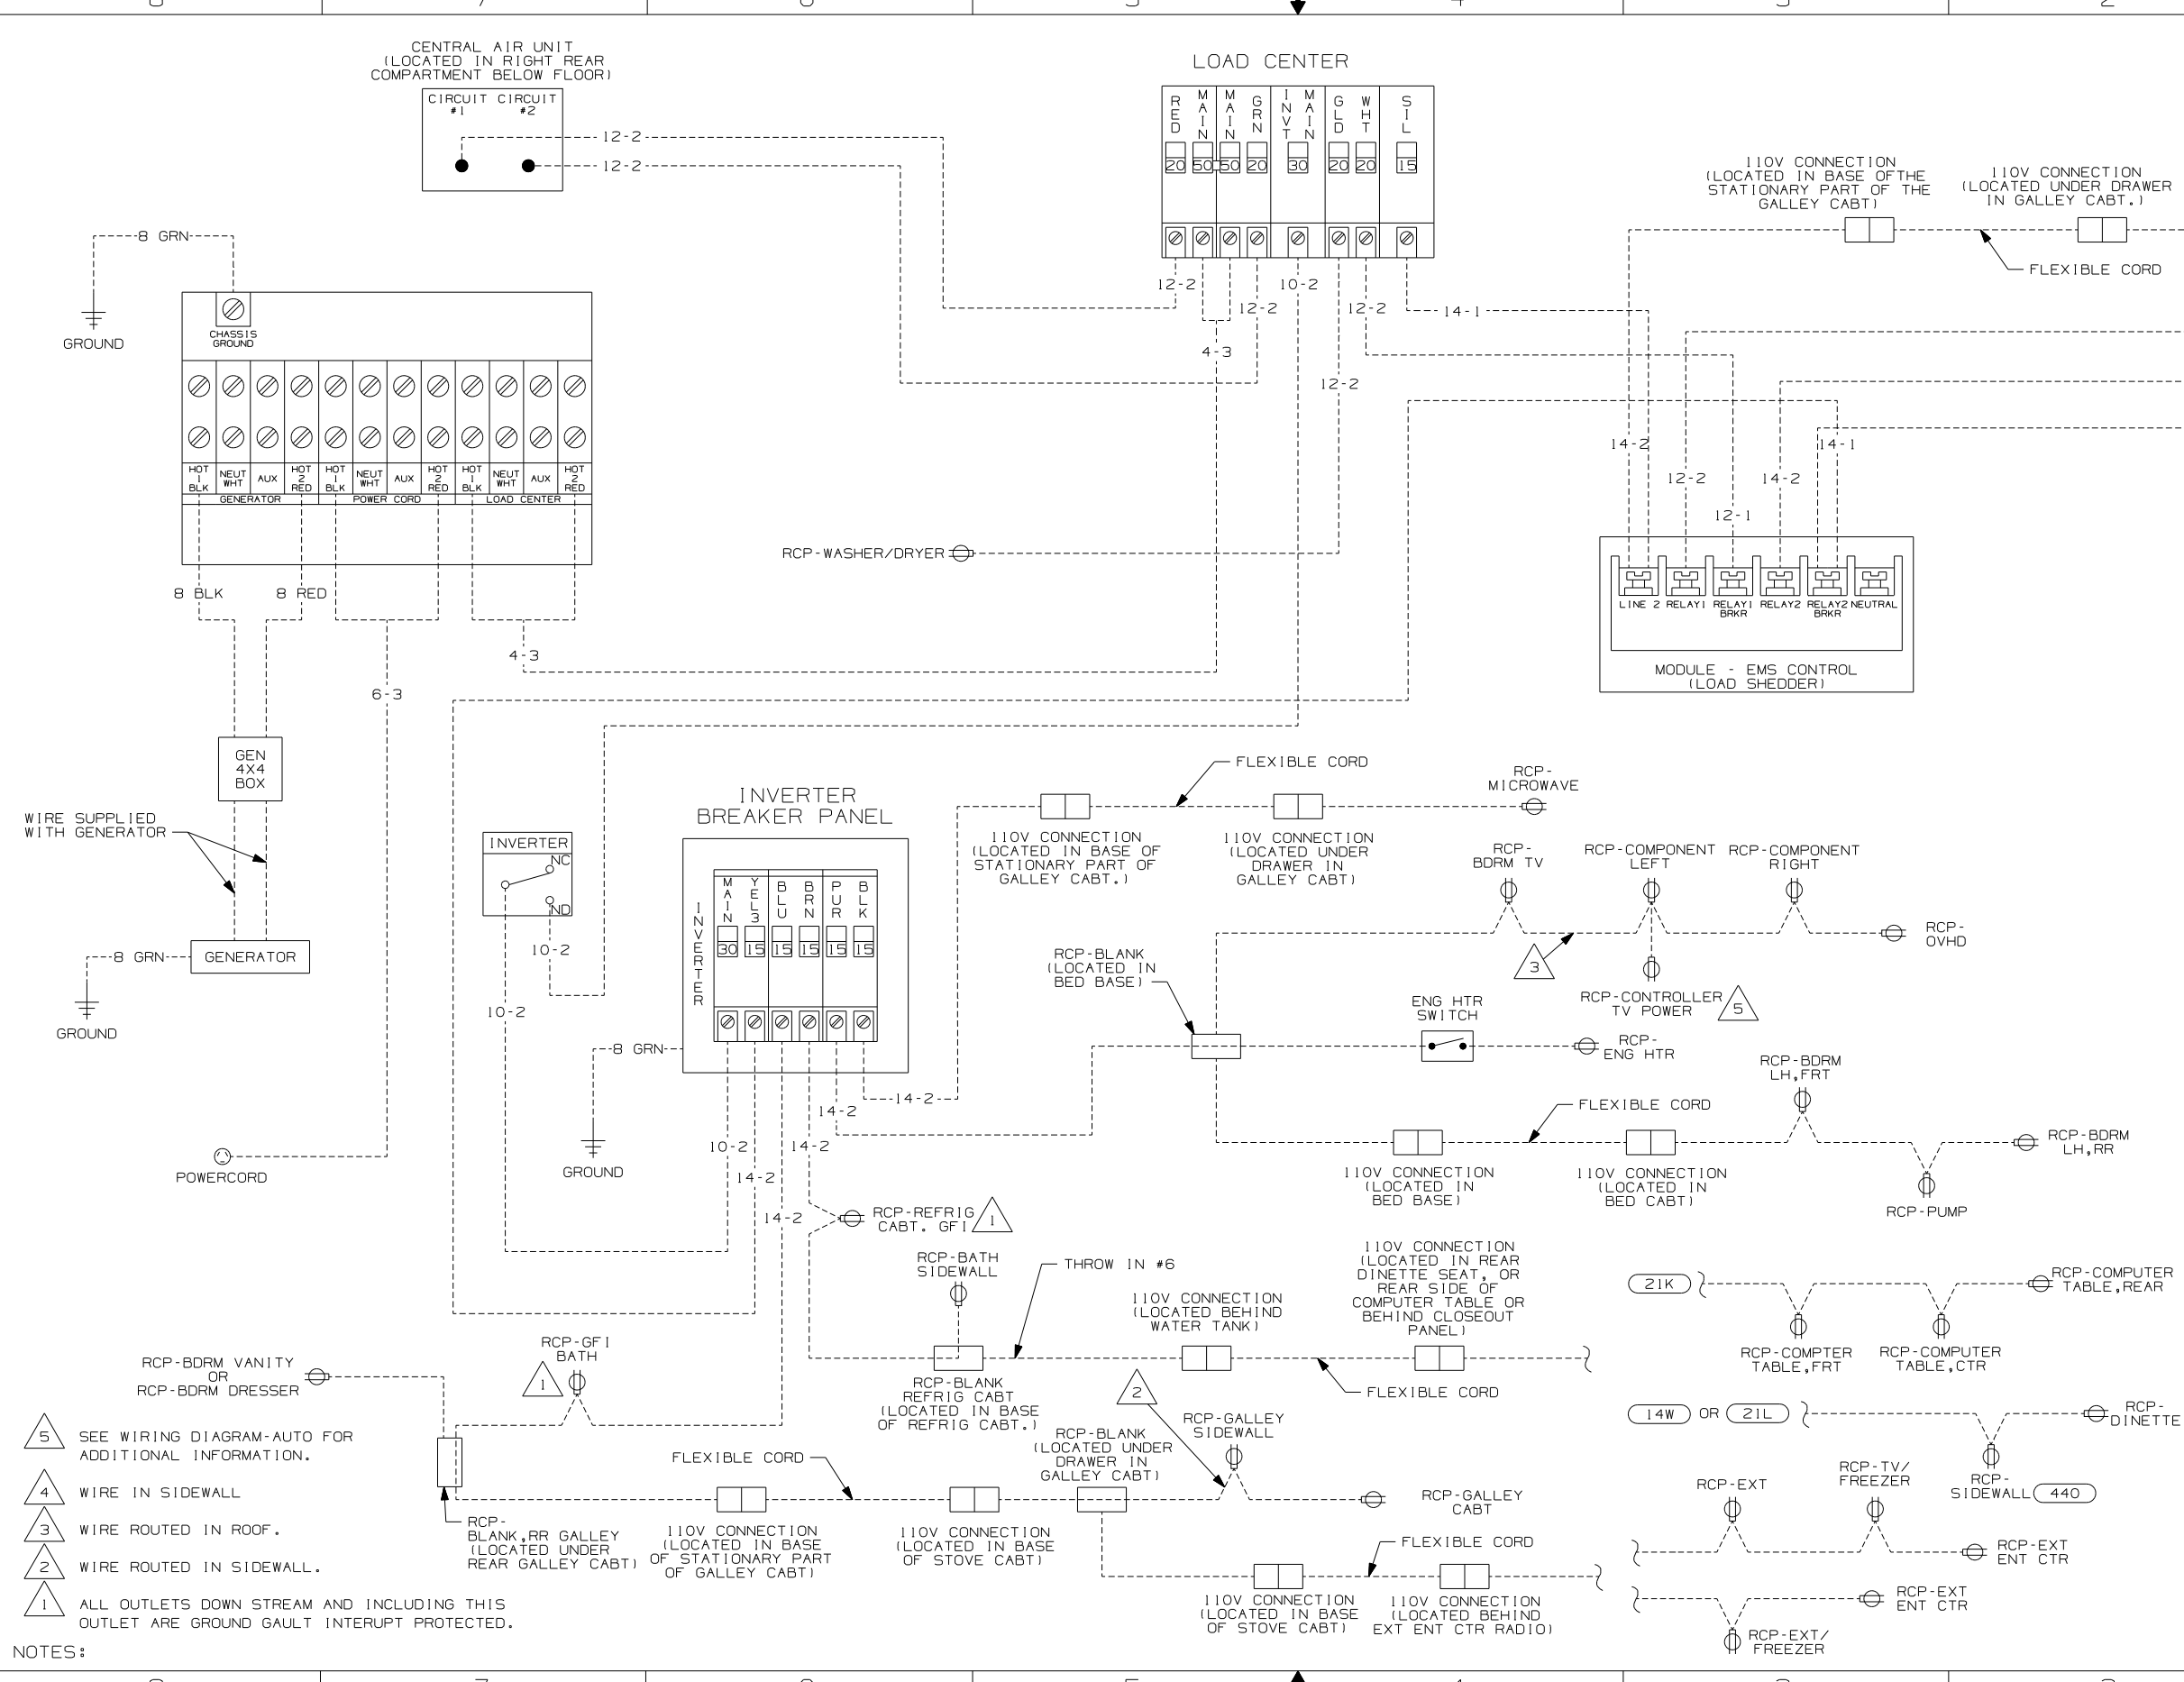 CENTRAL AIR UNIT
(LOCATED IN RIGHT REAR
COMPARTMENT BELOW FLOOR)
CIRCUIT CIRCUIT
#1 #2
12-2
12-2
LOAD CENTER
RED
MAIN
MAIN
GRN
INVT
MAIN
GLD
WHT
SIL
20
50
50
20
30
20
20
15
12-2
12-2
10-2
12-2
14-1
4-3
12-2
110V CONNECTION
(LOCATED IN BASE OFTHE
STATIONARY PART OF THE
GALLEY CABT)
110V CONNECTION
(LOCATED UNDER DRAWER
IN GALLEY CABT.)
FLEXIBLE CORD
8 GRN
GROUND
CHASSIS
GROUND
HOT
1
BLK
NEUT
WHT
AUX
HOT
2
RED
HOT
1
BLK
NEUT
WHT
AUX
HOT
2
RED
HOT
1
BLK
NEUT
WHT
AUX
HOT
2
RED
GENERATOR
POWER CORD
LOAD CENTER
8 BLK
8 RED
4-3
6-3
RCP-WASHER/DRYER
14-2
14-1
12-2
14-2
12-1
LINE 2
RELAY1
RELAY1
BRKR
RELAY2
RELAY2
BRKR
NEUTRAL
MODULE - EMS CONTROL
(LOAD SHEDDER)
GEN
4X4
BOX
WIRE SUPPLIED
WITH GENERATOR
8 GRN
GENERATOR
GROUND
POWERCORD
INVERTER
NC
ND
10-2
10-2
INVERTER
BREAKER PANEL
INVERTER
MAIN
YEL3
BLU
BRN
PUR
BLK
30
15
15
15
15
15
8 GRN
GROUND
10-2
14-2
14-2
14-2
14-2
14-2
FLEXIBLE CORD
RCP-
MICROWAVE
110V CONNECTION
(LOCATED IN BASE OF
STATIONARY PART OF
GALLEY CABT.)
110V CONNECTION
(LOCATED UNDER
DRAWER IN
GALLEY CABT)
RCP-
BDRM TV
RCP-COMPONENT
LEFT
RCP-COMPONENT
RIGHT
RCP-
OVHD
3
RCP-CONTROLLER
TV POWER
5
RCP-BLANK
(LOCATED IN
BED BASE)
ENG HTR
SWITCH
RCP-
ENG HTR
RCP-BDRM
LH,FRT
FLEXIBLE CORD
RCP-BDRM
LH,RR
110V CONNECTION
(LOCATED IN
BED BASE)
110V CONNECTION
(LOCATED IN
BED CABT)
RCP-PUMP
RCP-REFRIG
CABT. GFI
1
RCP-BATH
SIDEWALL
THROW IN #6
110V CONNECTION
(LOCATED BEHIND
WATER TANK)
110V CONNECTION
(LOCATED IN REAR
DINETTE SEAT, OR
REAR SIDE OF
COMPUTER TABLE OR
BEHIND CLOSEOUT
PANEL)
RCP-BLANK
REFRIG CABT
(LOCATED IN BASE
OF REFRIG CABT.)
FLEXIBLE CORD
21K
RCP-COMPUTER
TABLE,REAR
RCP-COMPTER
TABLE,FRT
RCP-COMPUTER
TABLE,CTR
14W OR 21L
RCP-
DINETTE
RCP-
SIDEWALL 440
RCP-GFI
BATH
1
RCP-BDRM VANITY
OR
RCP-BDRM DRESSER
2
RCP-GALLEY
SIDEWALL
RCP-BLANK
(LOCATED UNDER
DRAWER IN
GALLEY CABT)
FLEXIBLE CORD
RCP-GALLEY
CABT
RCP-
BLANK,RR GALLEY
(LOCATED UNDER
REAR GALLEY CABT)
110V CONNECTION
(LOCATED IN BASE
OF STATIONARY PART
OF GALLEY CABT)
110V CONNECTION
(LOCATED IN BASE
OF STOVE CABT)
FLEXIBLE CORD
110V CONNECTION
(LOCATED IN BASE
OF STOVE CABT)
110V CONNECTION
(LOCATED BEHIND
EXT ENT CTR RADIO)
RCP-EXT
RCP-TV/
FREEZER
RCP-EXT
ENT CTR
RCP-EXT
ENT CTR
RCP-EXT/
FREEZER
5 SEE WIRING DIAGRAM-AUTO FOR
ADDITIONAL INFORMATION.
4 WIRE IN SIDEWALL
3 WIRE ROUTED IN ROOF.
2 WIRE ROUTED IN SIDEWALL.
1 ALL OUTLETS DOWN STREAM AND INCLUDING THIS
OUTLET ARE GROUND GAULT INTERUPT PROTECTED.
NOTES: